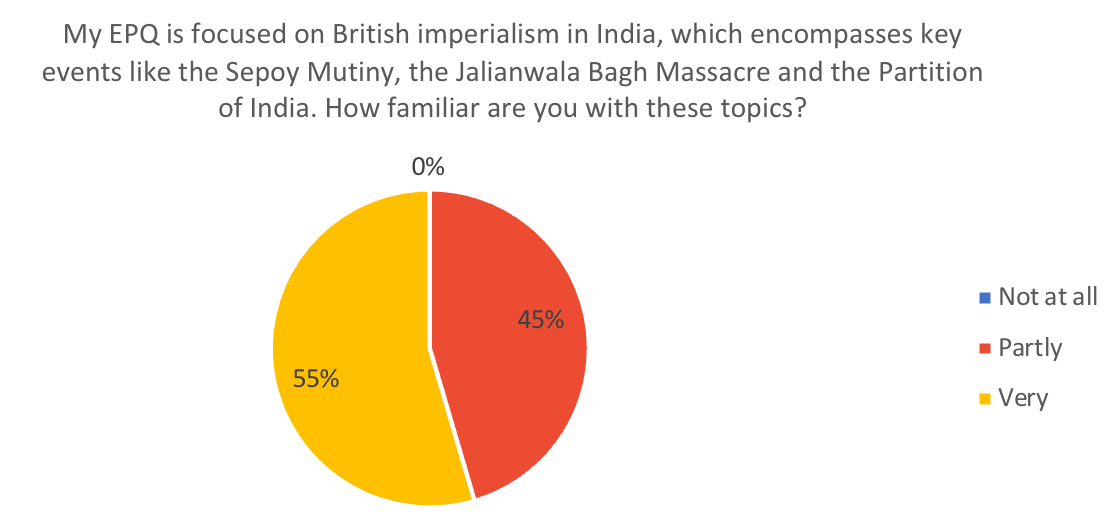 My EPQ is focused on British imperialism in India, which encompasses key
events like the Sepoy Mutiny, the Jalianwala Bagh Massacre and the Partition
of India. How familiar are you with these topics?
0%
45%
55%
Not at all
Partly
Very